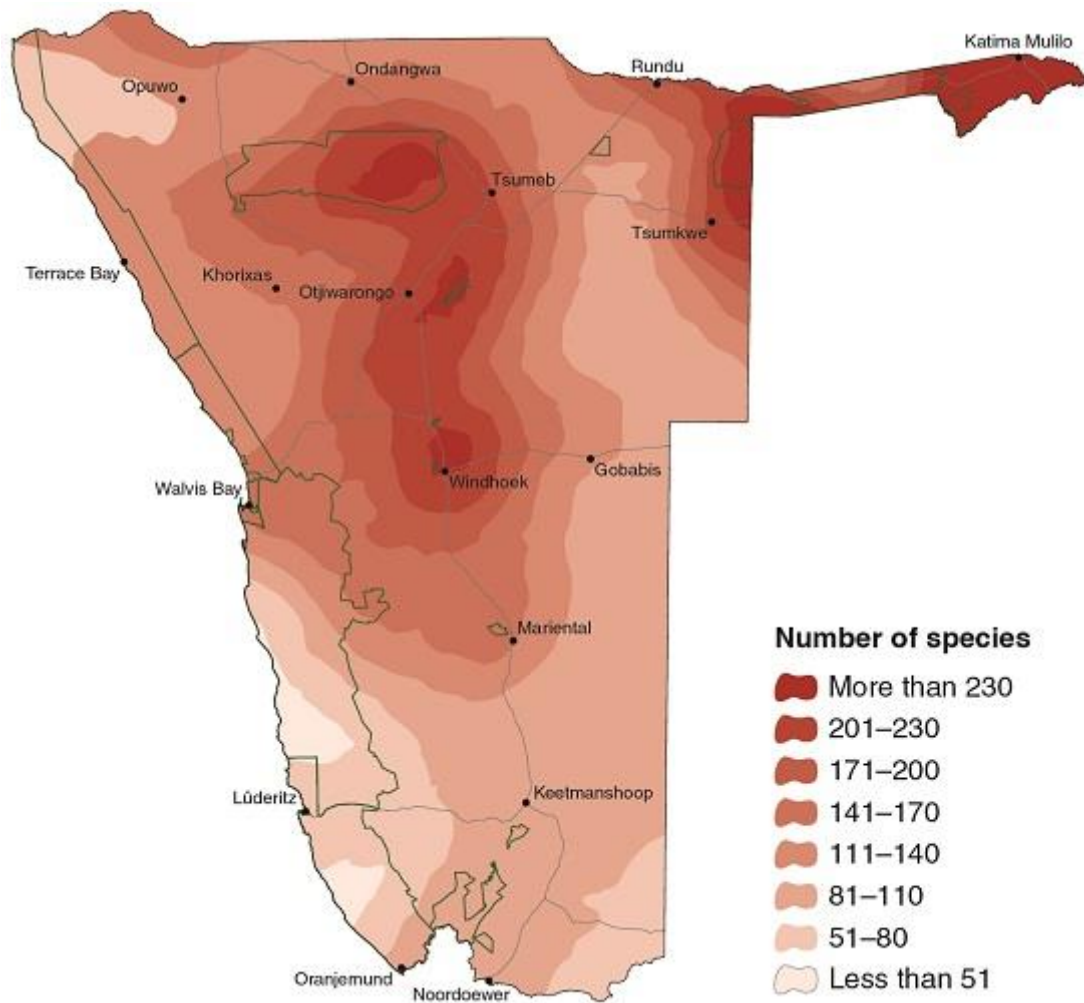 Katima Mulilo
Ondangwa
Rundu
Opuwo
Tsumeb
Tsumkwe
Terrace Bay
Khorixas
Otjiwarongo
Gobabis
Windhoek
Walvis Bay
Mariental
Number of species
More than 230
201–230
171–200
141–170
111–140
81–110
51–80
Less than 51
Keetmanshoop
Lûderitz
Oranjemund
Noordoewer